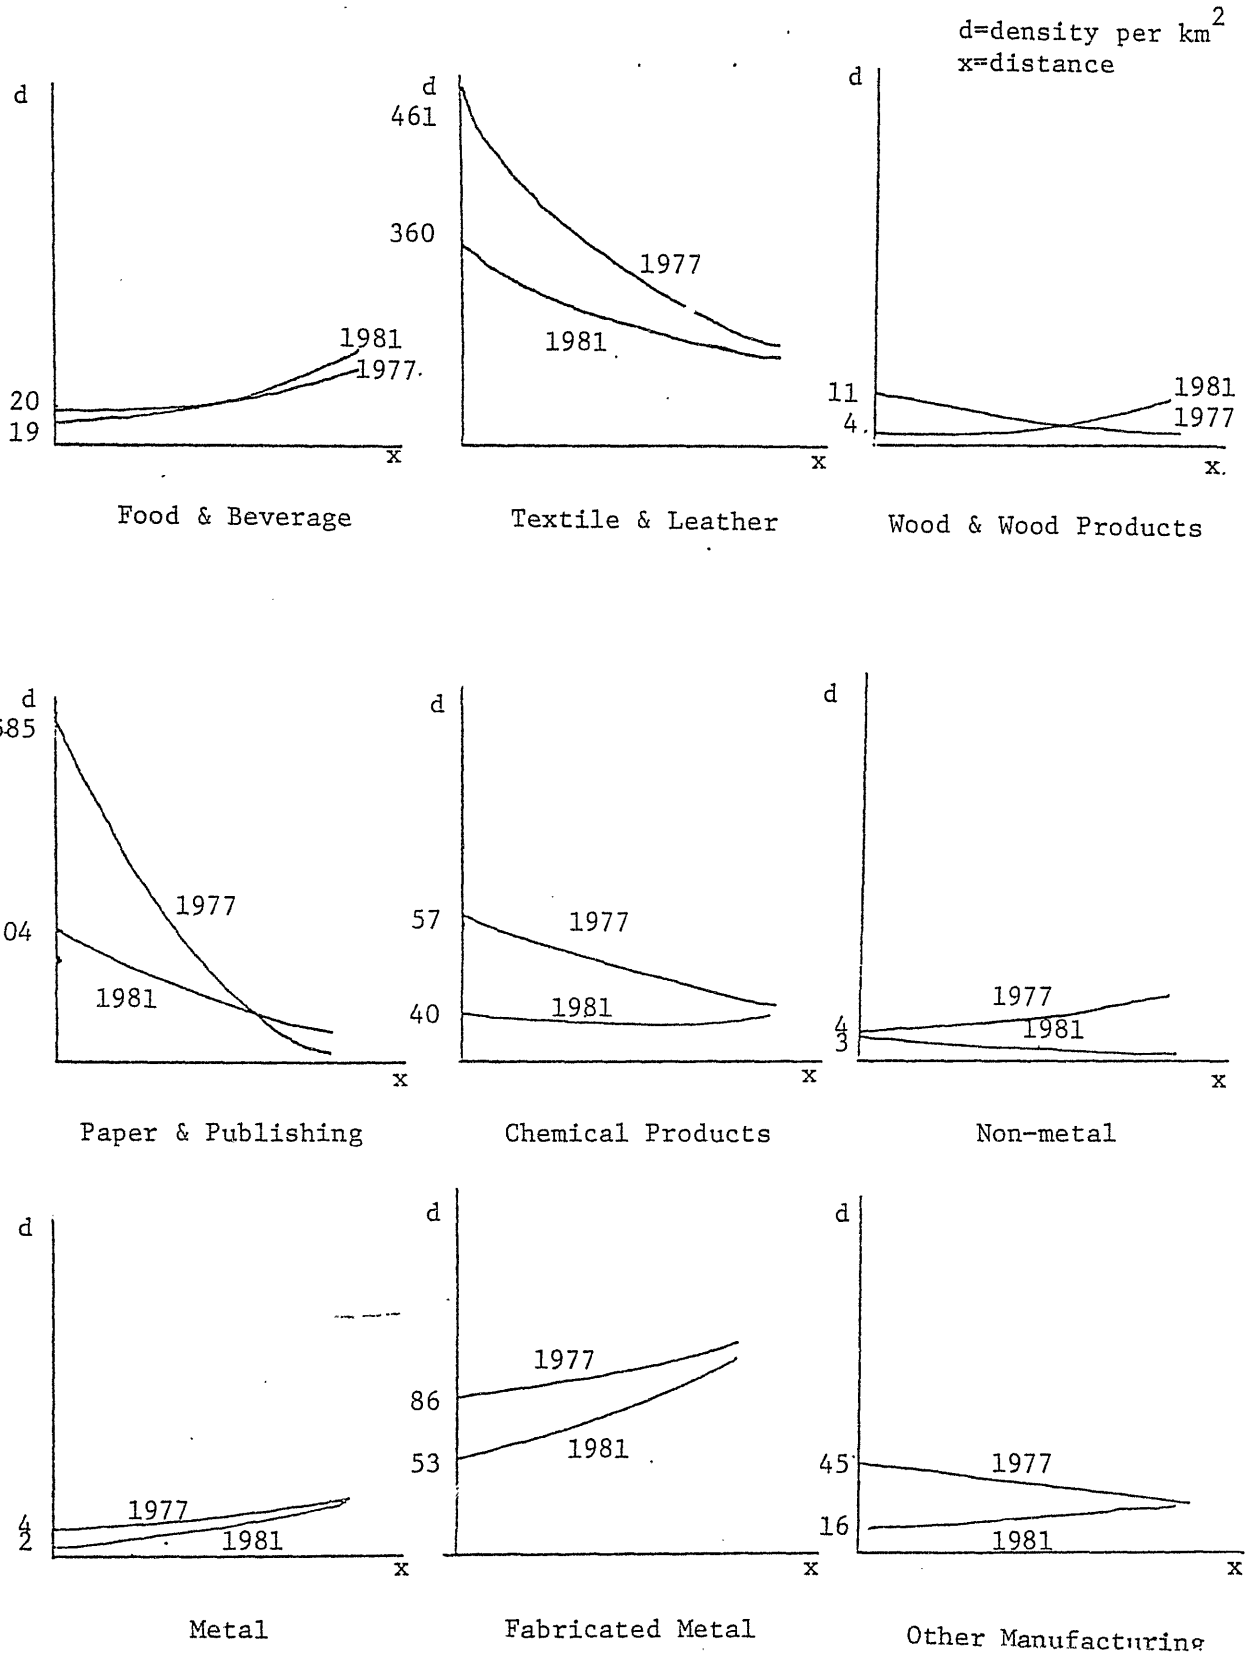 d=density per km2
x=distance
d
20
19
1981
1977
x
Food & Beverage
d
461
360
1977
1981
x
Textile & Leather
d
11
4
1981
1977
x
Wood & Wood Products
d
04
1977
1981
x
Paper & Publishing
d
57
40
1977
1981
x
Chemical Products
d
4
3
1977
1981
x
Non-metal
d
4
2
1977
1981
x
Metal
d
86
53
1977
1981
x
Fabricated Metal
d
45
16
1977
1981
x
Other Manufacturing